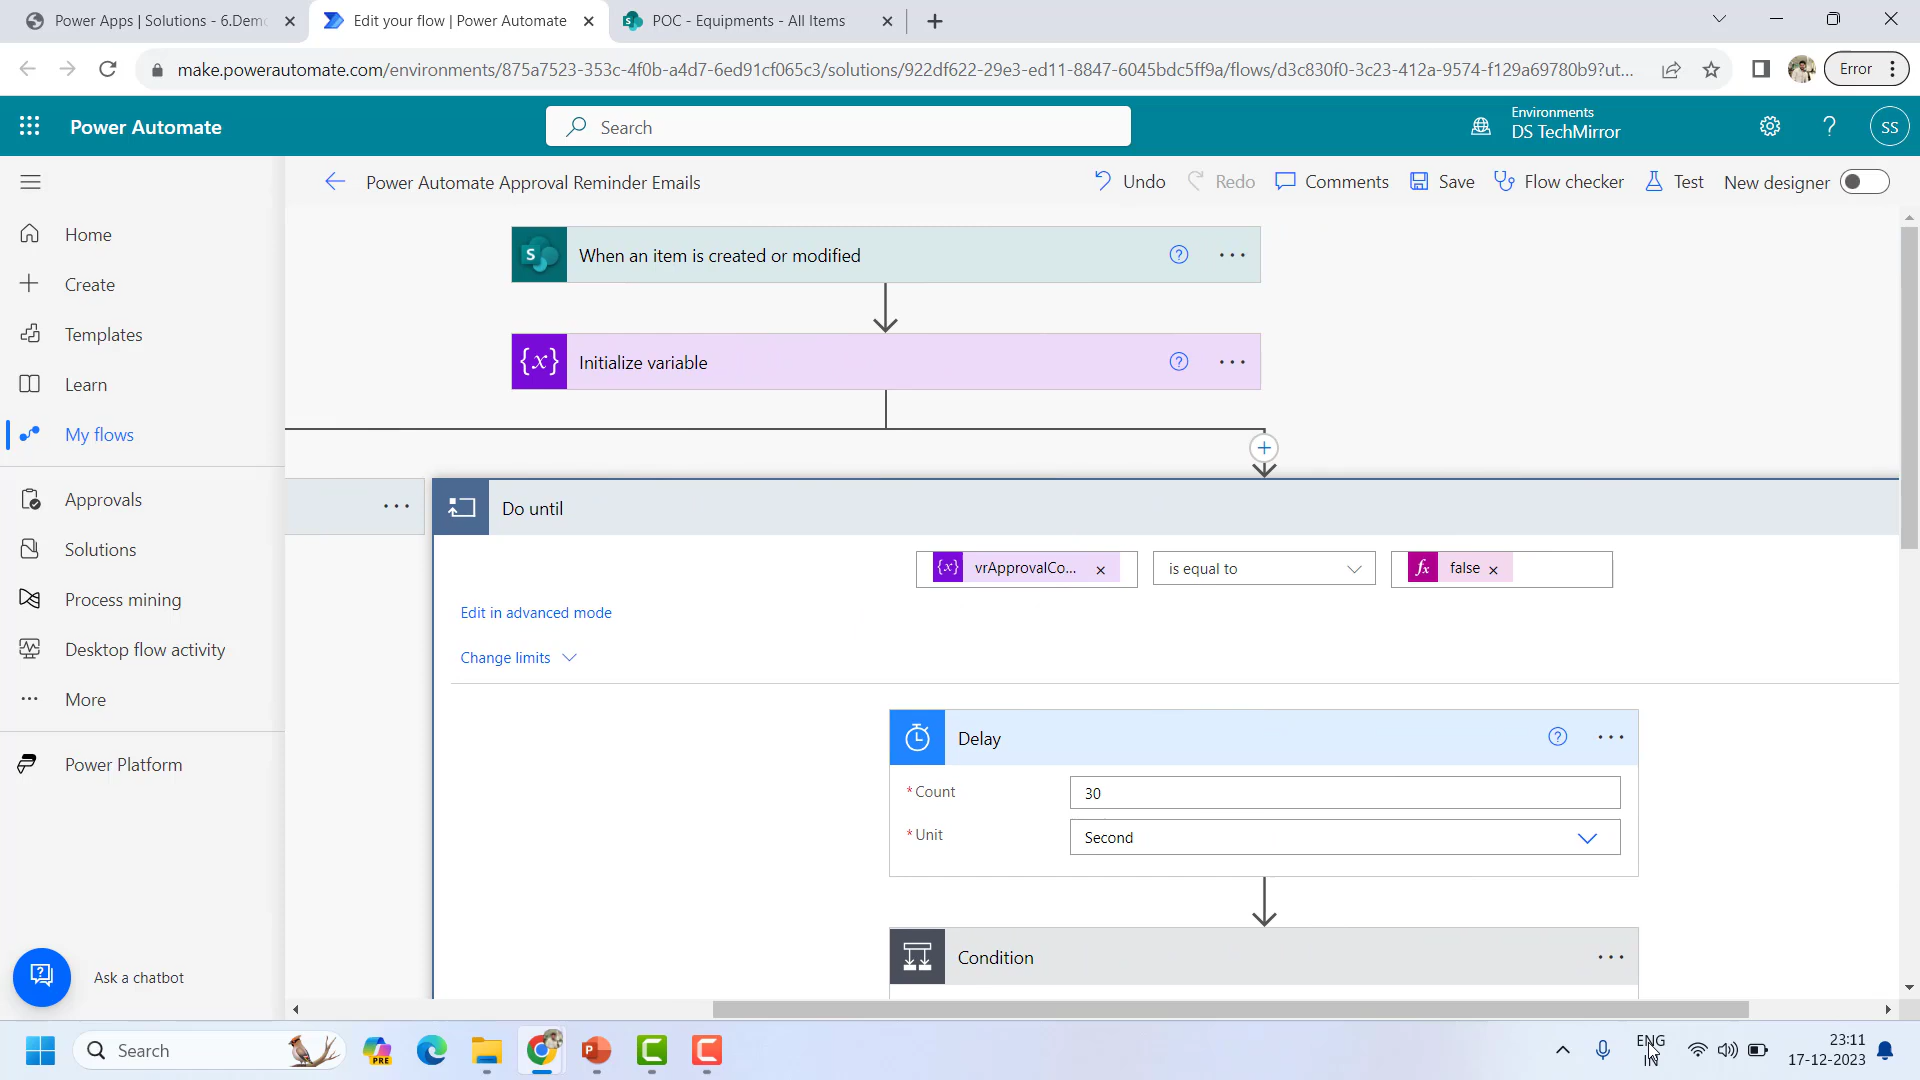 Power Apps | Solutions - 6.Demo
Edit your flow | Power Automate
POC - Equipments - All Items
make.powerautomate.com/environments/875a7523-353c-4f0b-a4d7-6ed91cf065c3/solutions/922df622-29e3-ed11-8847-6045bdc5ff9a/flows/d3c830f0-3c23-412a-9574-f129a69780b9?ut...
Error
Power Automate
Search
Environments
DS TechMirror
SS
Power Automate Approval Reminder Emails
Undo
Redo
Comments
Save
Flow checker
Test
New designer
Home
Create
Templates
Learn
My flows
Approvals
Solutions
Process mining
Desktop flow activity
More
Power Platform
Ask a chatbot
When an item is created or modified
{x} Initialize variable
Do until
{x} vrApprovalCo...
is equal to
fx false
Edit in advanced mode
Change limits
Delay
* Count
30
* Unit
Second
Condition
Search
PRE
ENG
IN
23:11
17-12-2023